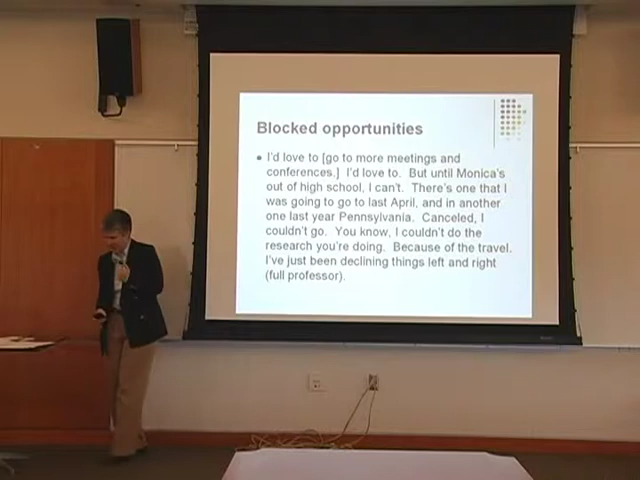 Blocked opportunities
I'd love to [go to more meetings and
conferences.] I'd love to. But until Monica's
out of high school, I can't. There's one that I
was going to go to last April, and in another
one last year Pennsylvania. Canceled, I
couldn't go. You know, I couldn't do the
research you're doing. Because of the travel.
I've just been declining things left and right
(full professor).